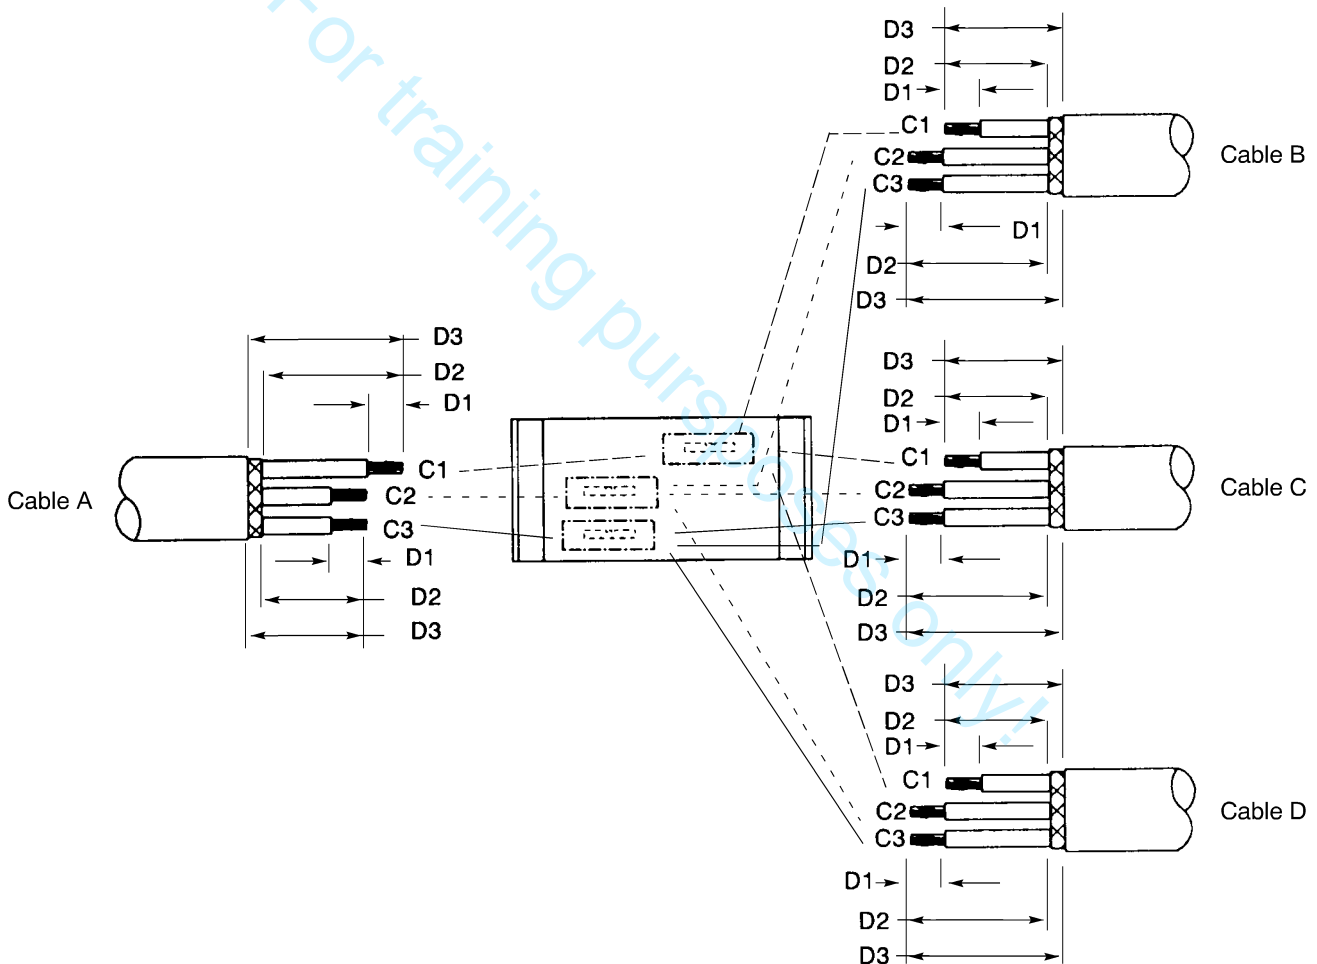 For training purposes only!
D3
D2
D1
C1
C2
C3
Cable B
D1
D2
D3
D3
D2
D1
C1
C2
C3
Cable A
D1
D2
D3
D3
D2
D1
C1
C2
C3
Cable C
D1
D2
D3
D3
D2
D1
C1
C2
C3
Cable D
D1
D2
D3